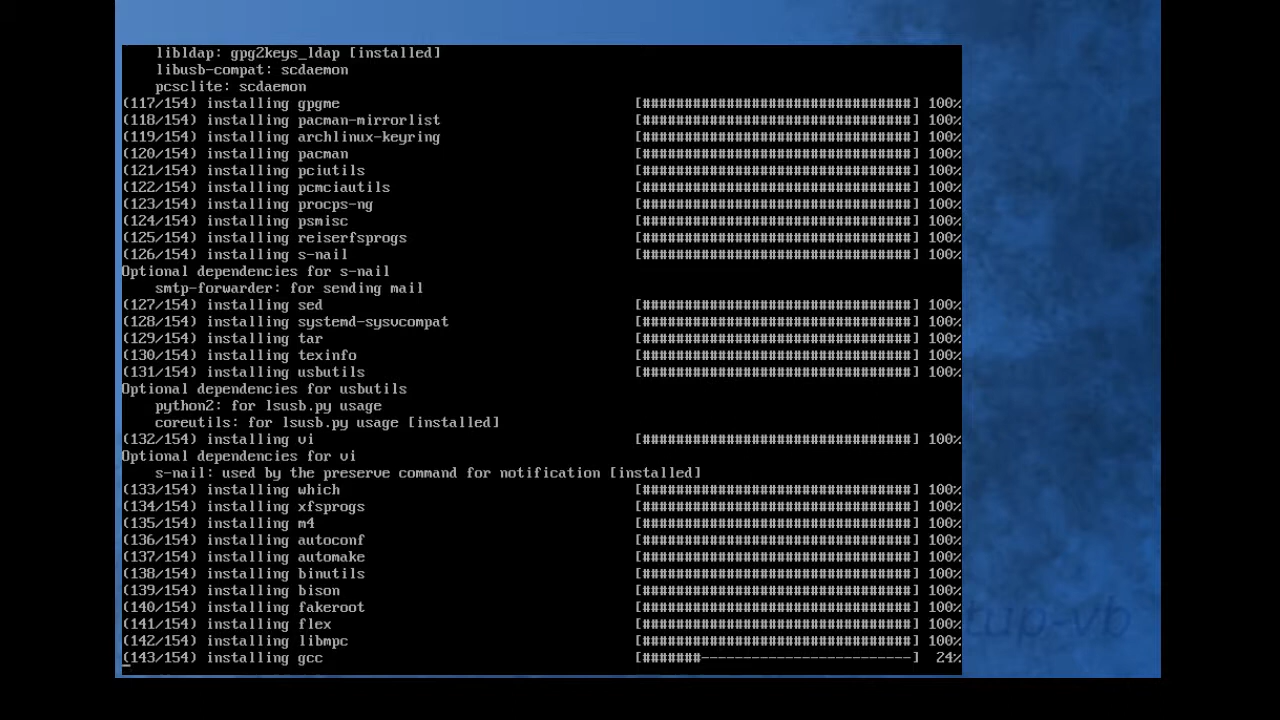 libldap: gpg2keys_ldap [installed]
libusb-compat: scdaemon
pcsclite: scdaemon
(117/154) installing gpgme [################################] 100%
(118/154) installing pacman-mirrorlist [################################] 100%
(119/154) installing archlinux-keyring [################################] 100%
(120/154) installing pacman [################################] 100%
(121/154) installing pciutils [################################] 100%
(122/154) installing pcmciautils [################################] 100%
(123/154) installing procps-ng [################################] 100%
(124/154) installing psmisc [################################] 100%
(125/154) installing reiserfsprogs [################################] 100%
(126/154) installing s-nail [################################] 100%
Optional dependencies for s-nail
smtp-forwarder: for sending mail
(127/154) installing sed [################################] 100%
(128/154) installing systemd-sysvcompat [################################] 100%
(129/154) installing tar [################################] 100%
(130/154) installing texinfo [################################] 100%
(131/154) installing usbutils [################################] 100%
Optional dependencies for usbutils
python2: for lsusb.py usage
coreutils: for lsusb.py usage [installed]
(132/154) installing vi [################################] 100%
Optional dependencies for vi
s-nail: used by the preserve command for notification [installed]
(133/154) installing which [################################] 100%
(134/154) installing xfsprogs [################################] 100%
(135/154) installing m4 [################################] 100%
(136/154) installing autoconf [################################] 100%
(137/154) installing automake [################################] 100%
(138/154) installing binutils [################################] 100%
(139/154) installing bison [################################] 100%
(140/154) installing fakeroot [################################] 100%
(141/154) installing flex [################################] 100%
(142/154) installing libmpc [################################] 100%
(143/154) installing gcc [#######-------------------------] 24%
tup-vb